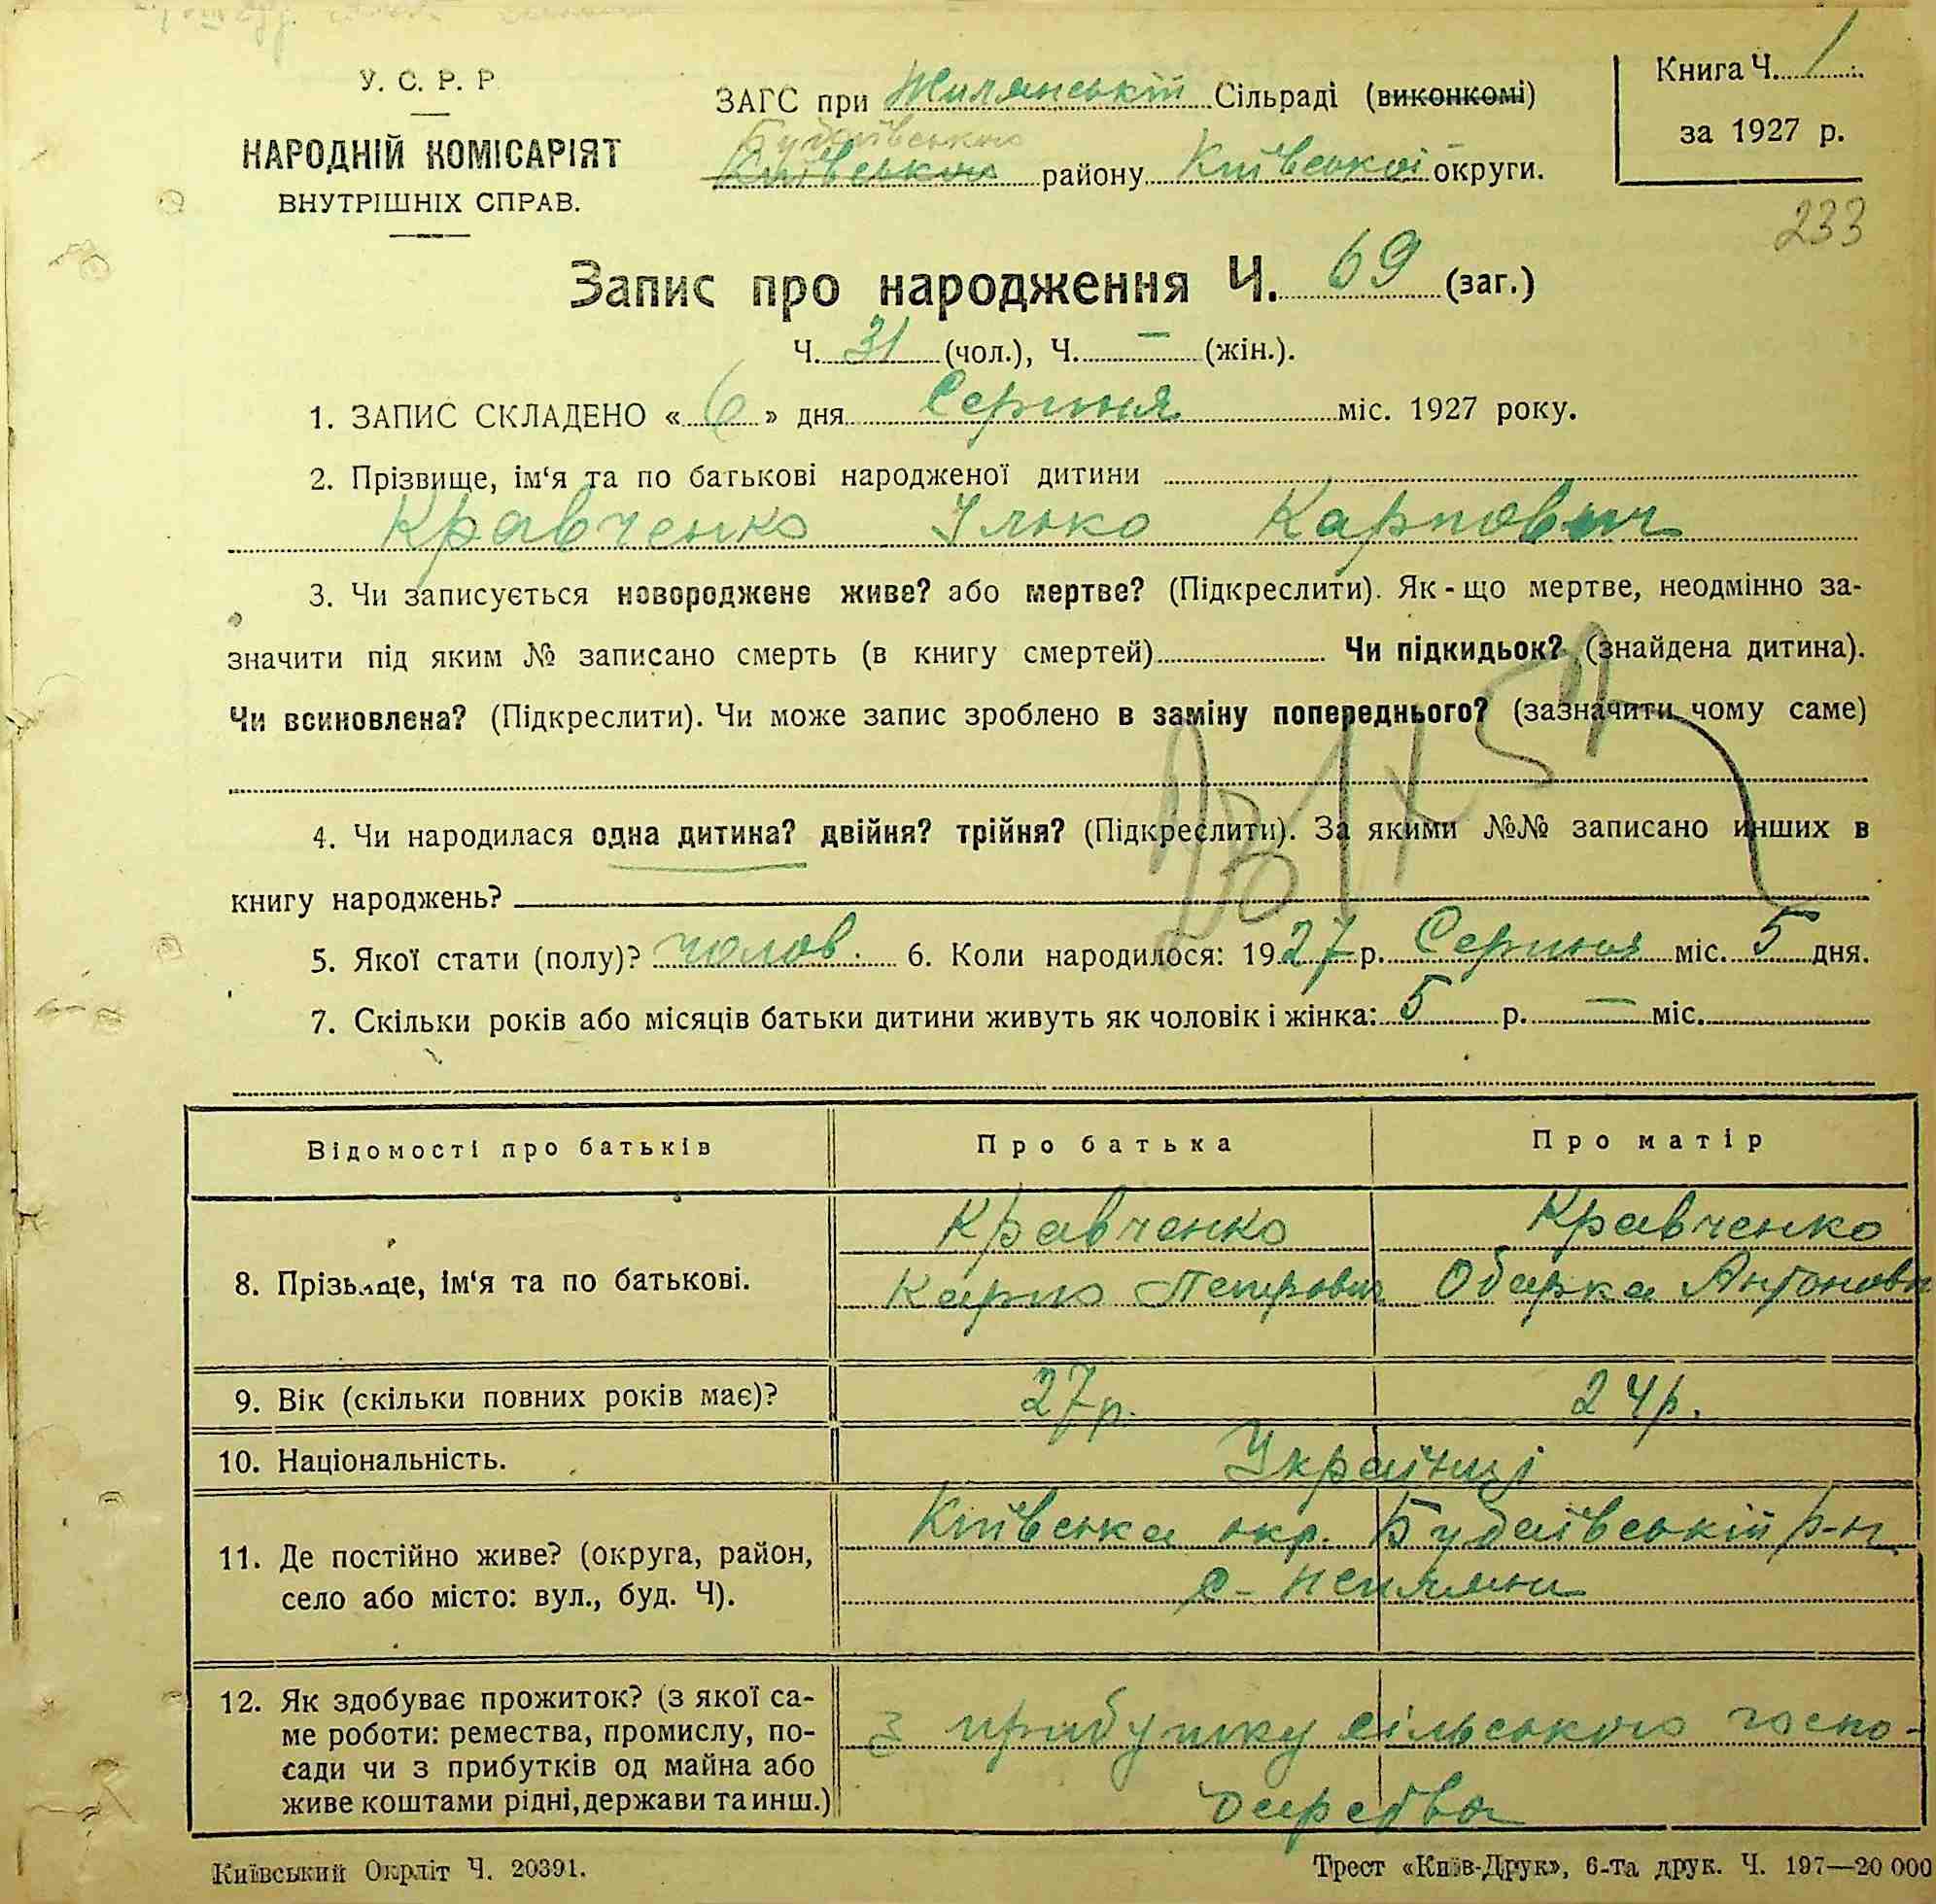 У. С. Р. Р
НАРОДНІЙ КОМІСАРІЯТ
ВНУТРІШНІХ СПРАВ.
ЗАГС при Жилянській Сільраді (виконкомі)
Будаївського
Київського району Київської округи.
Книга Ч. 1
за 1927 р.
233
Запис про народження Ч. 69 (заг.)
Ч. 31 (чол.), Ч. — (жін.).
1. ЗАПИС СКЛАДЕНО « 6 » дня Серпня міс. 1927 року.
2. Прізвище, ім‘я та по батькові народженої дитини
Кравченко Ілько Карпович
3. Чи записується новороджене живе? або мертве? (Підкреслити). Як-що мертве, неодмінно за-
значити під яким № записано смерть (в книгу смертей) Чи підкидьок? (знайдена дитина).
Чи всиновлена? (Підкреслити). Чи може запис зроблено в заміну попереднього? (зазначити чому саме)
4. Чи народилася одна дитина? двійня? трійня? (Підкреслити). За якими №№ записано инших в
книгу народжень?
5. Якої стати (полу)? чолов. 6. Коли народилося: 1927 р. Серпня міс. 5 дня.
7. Скільки років або місяців батьки дитини живуть як чоловік і жінка: 5 р. — міс.
Відомості про батьків Про батька Про матір
8. Прізвище, ім‘я та по батькові.
Кравченко Кравченко
Карпо Петрович Одарка Антоновн
9. Вік (скільки повних років має)? 27 р. 24 р.
10. Національність. Українці
11. Де постійно живе? (округа, район,
село або місто: вул., буд. Ч).
Київська окр. Будаївській р-н.
с-
12. Як здобуває прожиток? (з якої са-
ме роботи: ремества, промислу, по-
сади чи з прибутків од майна або
живе коштами рідні, держави та инш.)
з прибутку сільського госпо-
дарства
Київський Окрліт Ч. 20391.
Трест «Київ-Друк», 6-та друк. Ч. 197—20 000